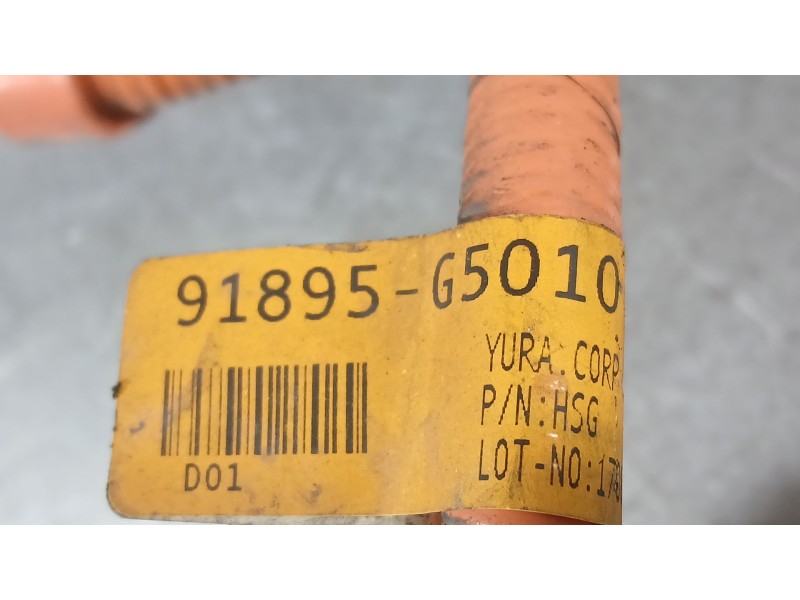 91895-G5010
YURA.CORP
P/N:HSG
LOT-NO:17
D01